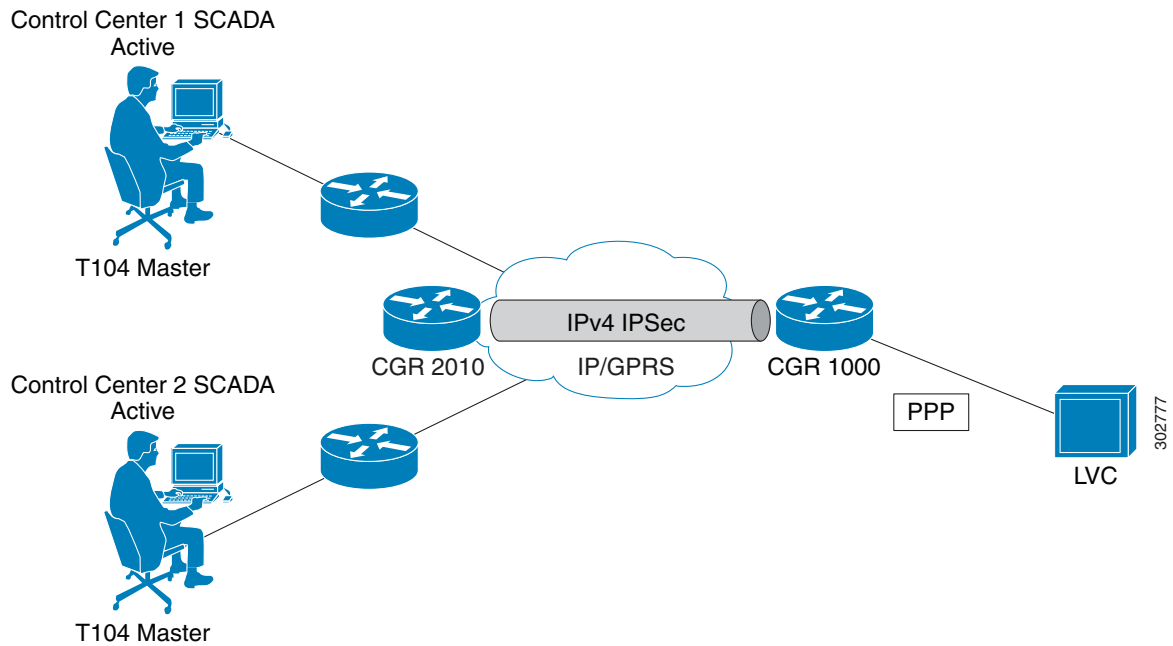 Control Center 1 SCADA
Active
T104 Master
IPv4 IPSec
CGR 2010
IP/GPRS
CGR 1000
Control Center 2 SCADA
Active
PPP
302777
LVC
T104 Master